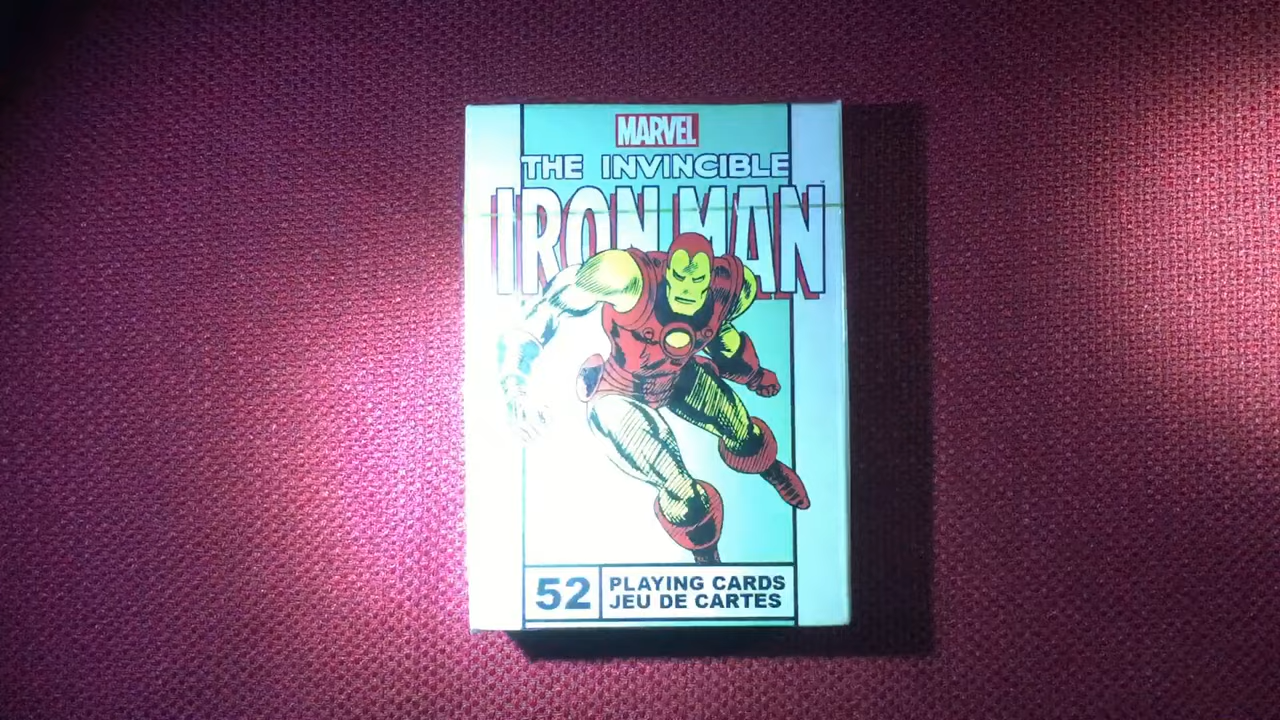 MARVEL
THE INVINCIBLE
IRON MAN
52
PLAYING CARDS
JEU DE CARTES